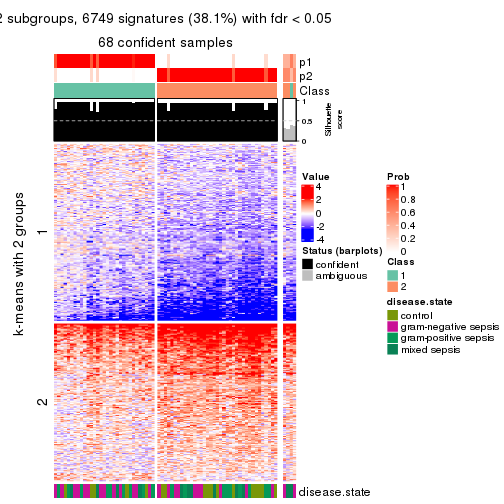 2 subgroups, 6749 signatures (38.1%) with fdr < 0.05
68 confident samples
p1
p2
Class
1
0.5
0
Silhouette
score
k-means with 2 groups
1
2
disease.state
Value
4
2
0
-2
-4
Status (barplots)
confident
ambiguous
Prob
1
0.8
0.6
0.4
0.2
0
Class
1
2
disease.state
control
gram-negative sepsis
gram-positive sepsis
mixed sepsis